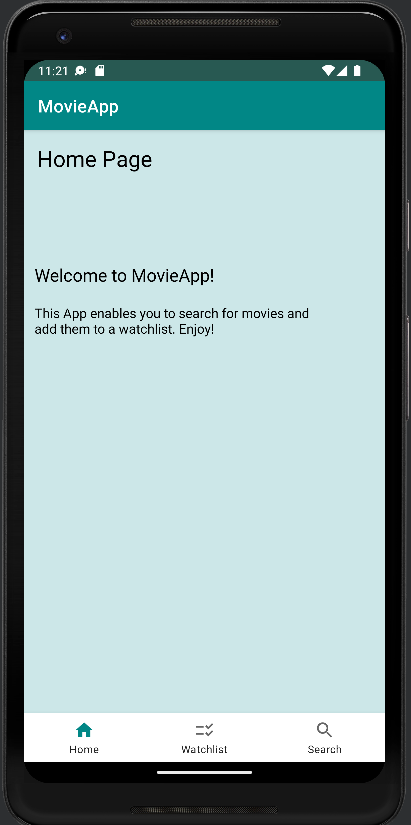 11:21
MovieApp
Home Page
Welcome to MovieApp!
This App enables you to search for movies and
add them to a watchlist. Enjoy!
Home Watchlist Search